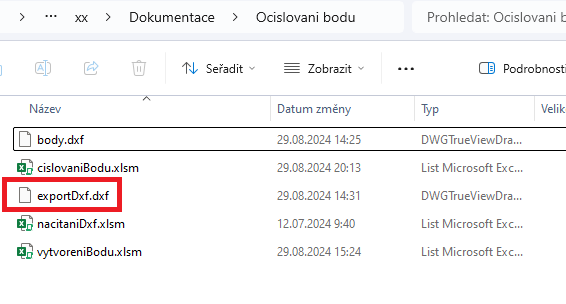 xx > Dokumentace > Ocislovani bodu Prohledat: Ocislovani b
Seřadit Zobrazit Podrobnosti
Název Datum změny Typ Velik
body.dxf 29.08.2024 14:25 DWGTrueViewDra...
cislovaniBodu.xlsm 29.08.2024 20:13 List Microsoft Exc...
exportDxf.dxf 29.08.2024 14:31 DWGTrueViewDra...
nacitaniDxf.xlsm 12.07.2024 9:40 List Microsoft Exc...
vytvoreniBodu.xlsm 29.08.2024 15:24 List Microsoft Exc...